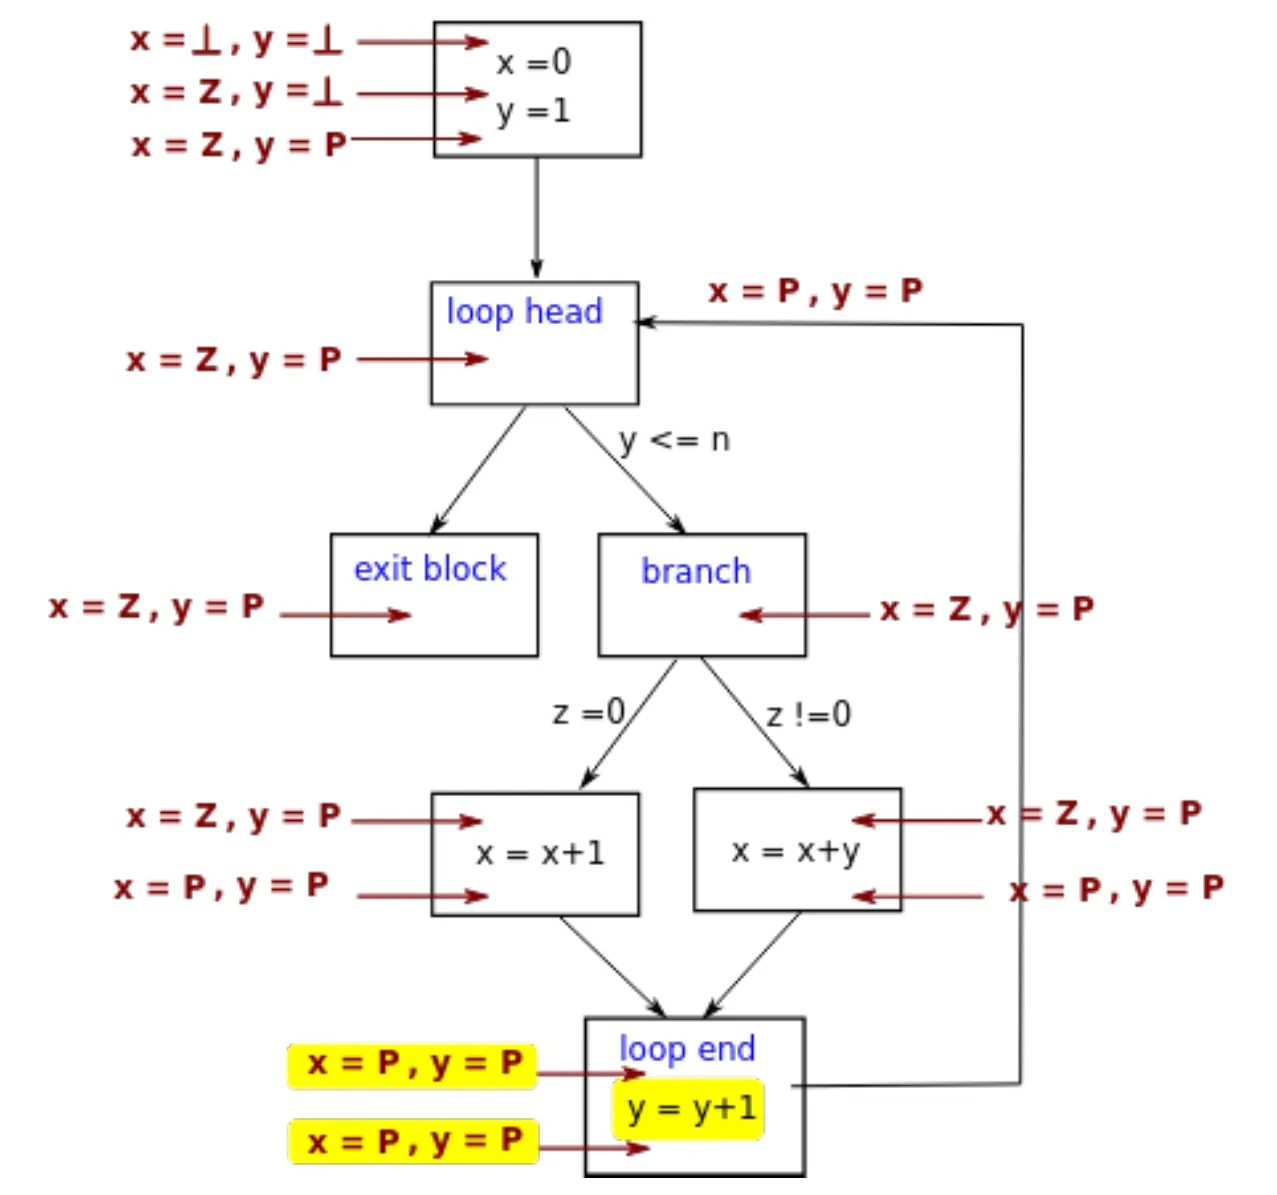 x =⊥, y =⊥
x =0
x = Z, y =⊥
y =1
x = Z, y = P
x = P, y = P
loop head
x = Z, y = P
y <= n
exit block
branch
x = Z, y = P
x = Z, y = P
z =0
z !=0
x = Z, y = P
x = Z, y = P
x = x+1
x = x+y
x = P, y = P
x = P, y = P
loop end
x = P, y = P
y = y+1
x = P, y = P